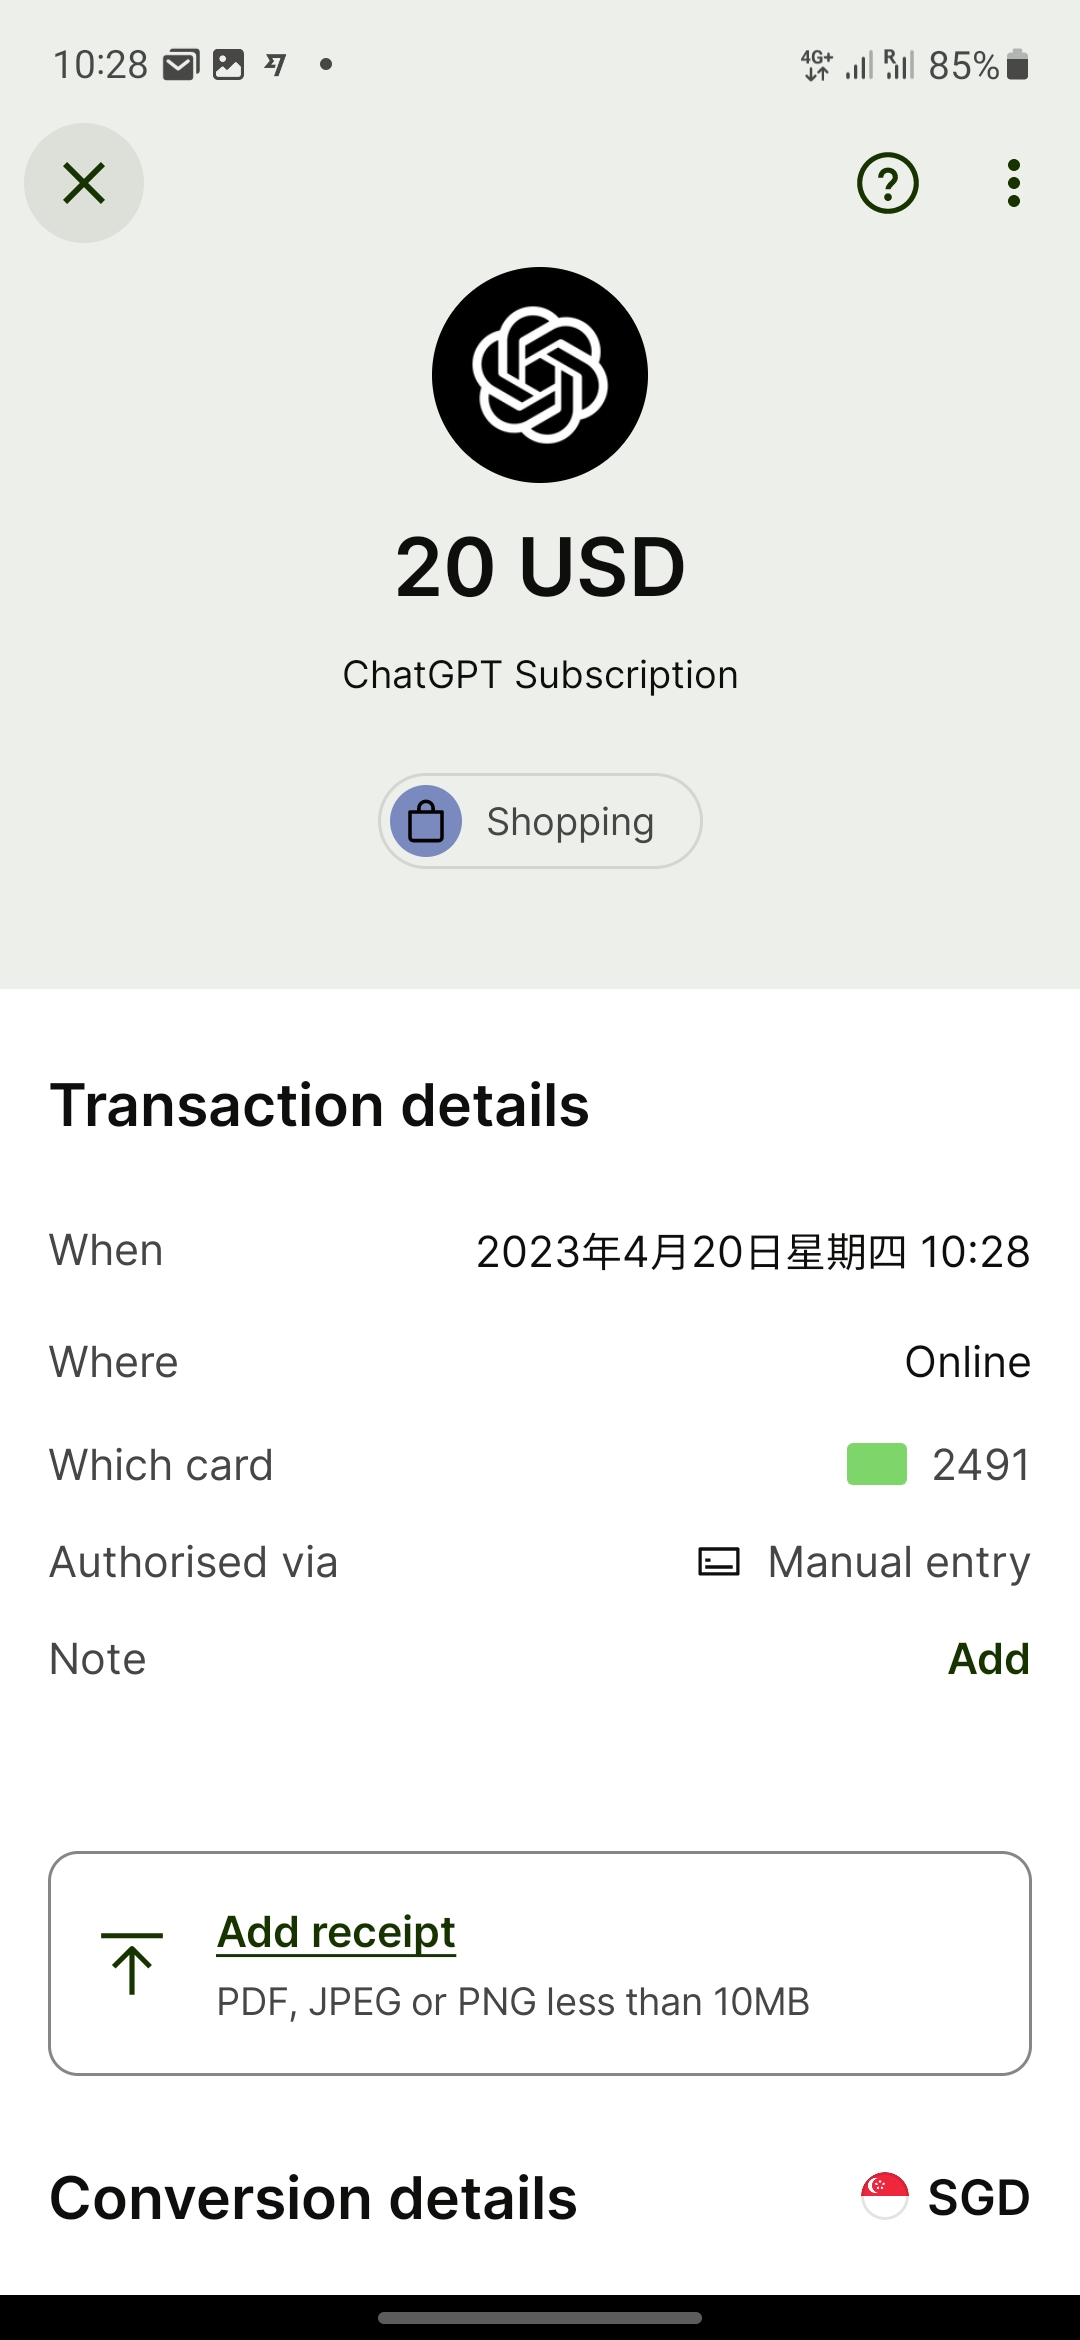 10:28 4G+ R 85%
20 USD
ChatGPT Subscription
Shopping
Transaction details
When 2023年4月20日星期四 10:28
Where Online
Which card 2491
Authorised via Manual entry
Note Add
Add receipt
PDF, JPEG or PNG less than 10MB
Conversion details SGD